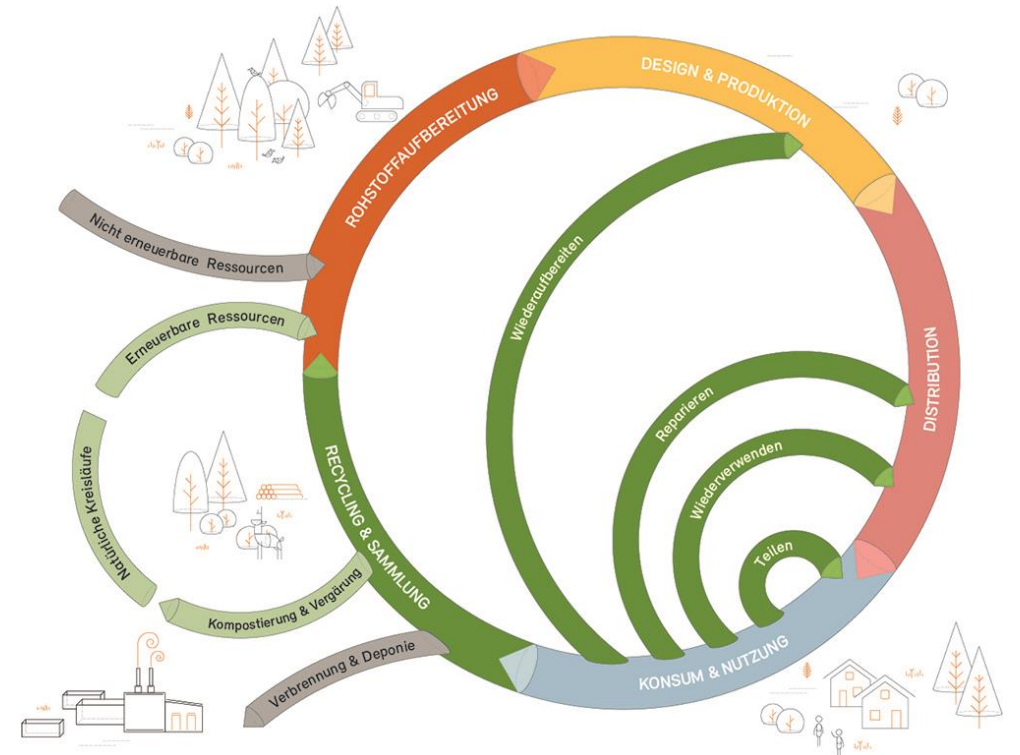 DESIGN & PRODUKTION
ROHSTOFFAUFBEREITUNG
Nicht erneuerbare Ressourcen
Erneuerbare Ressourcen
Wiederaufbereiten
DISTRIBUTION
Reparieren
Wiederverwenden
Teilen
Natürliche Kreisläufe
RECYCLING & SAMMLUNG
Kompostierung & Vergärung
Verbrennung & Deponie
KONSUM & NUTZUNG